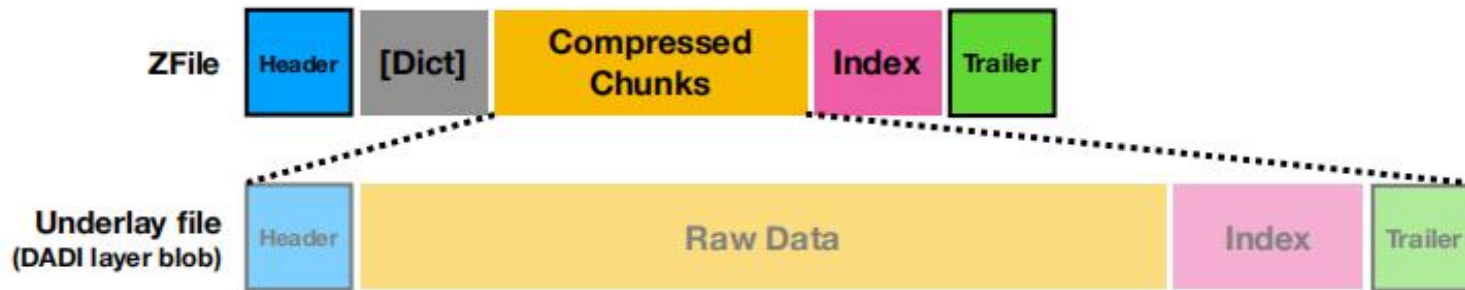 ZFile
Header
[Dict]
Compressed
Chunks
Index
Trailer
Underlay file
(DADI layer blob)
Header
Raw Data
Index
Trailer